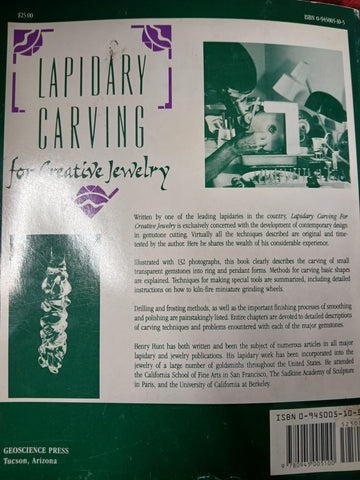 $25.00
ISBN 0-945005-10-5
LAPIDARY
CARVING
for Creative Jewelry
Written by one of the leading lapidaries in the country, Lapidary Carving For
Creative Jewelry is exclusively concerned with the development of contemporary design
in gemstone cutting. Virtually all the techniques described are original and time-
tested by the author. Here he shares the wealth of his considerable experience.
Illustrated with 152 photographs, this book clearly describes the carving of small
transparent gemstones into ring and pendant forms. Methods for carving basic shapes
are explained. Techniques for making special tools are summarized, including detailed
instructions on how to kiln-fire miniature grinding wheels.
Drilling and frosting methods, as well as the important finishing processes of smoothing
and polishing are painstakingly listed. Entire chapters are devoted to detailed descriptions
of carving techniques and problems encountered with each of the major gemstones.
Henry Hunt has both written and been the subject of numerous articles in all major
lapidary and jewelry publications. His lapidary work has been incorporated into the
jewelry of a large number of goldsmiths throughout the United States. He attended
the California School of Fine Arts in San Francisco, The Sadkine Academy of Sculpture
in Paris, and the University of California at Berkeley.
GEOSCIENCE PRESS
Tucson, Arizona
ISBN 0-945005-10-5
9 780945 005100